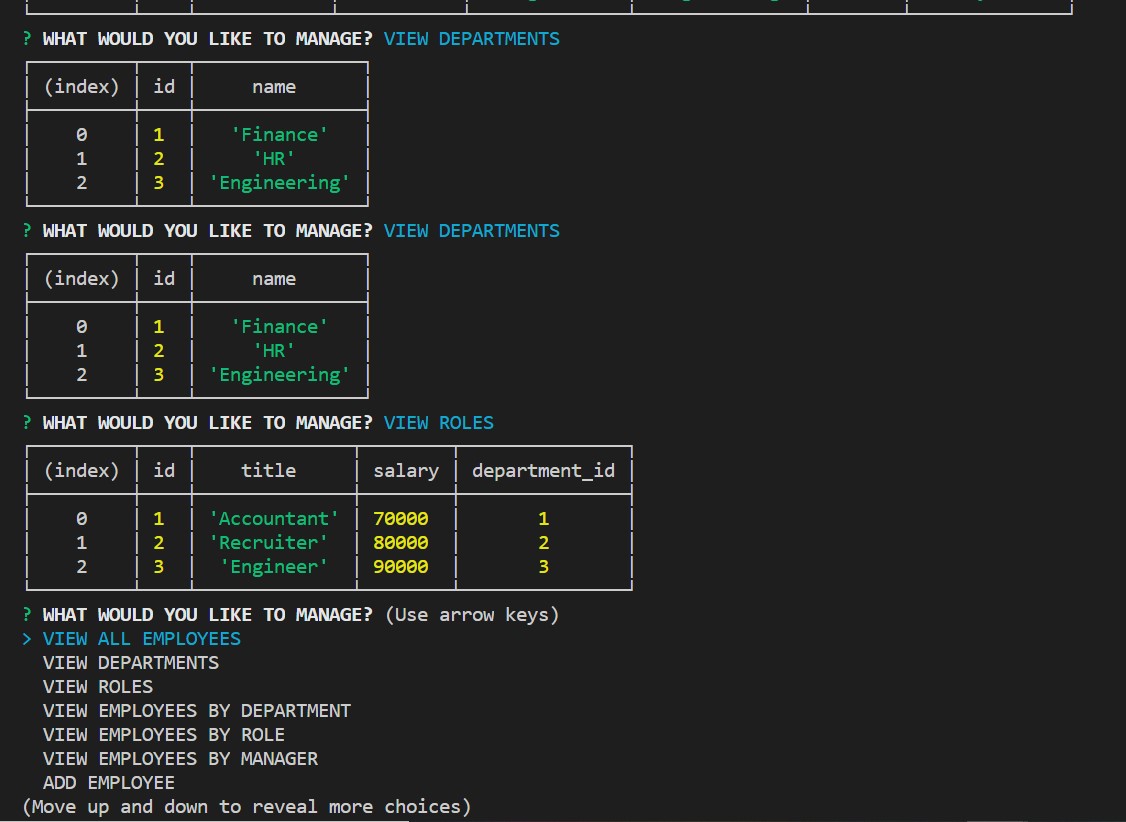 ? WHAT WOULD YOU LIKE TO MANAGE? VIEW DEPARTMENTS
(index) id name
0 1 'Finance'
1 2 'HR'
2 3 'Engineering'
? WHAT WOULD YOU LIKE TO MANAGE? VIEW DEPARTMENTS
(index) id name
0 1 'Finance'
1 2 'HR'
2 3 'Engineering'
? WHAT WOULD YOU LIKE TO MANAGE? VIEW ROLES
(index) id title salary department_id
0 1 'Accountant' 70000 1
1 2 'Recruiter' 80000 2
2 3 'Engineer' 90000 3
? WHAT WOULD YOU LIKE TO MANAGE? (Use arrow keys)
> VIEW ALL EMPLOYEES
VIEW DEPARTMENTS
VIEW ROLES
VIEW EMPLOYEES BY DEPARTMENT
VIEW EMPLOYEES BY ROLE
VIEW EMPLOYEES BY MANAGER
ADD EMPLOYEE
(Move up and down to reveal more choices)